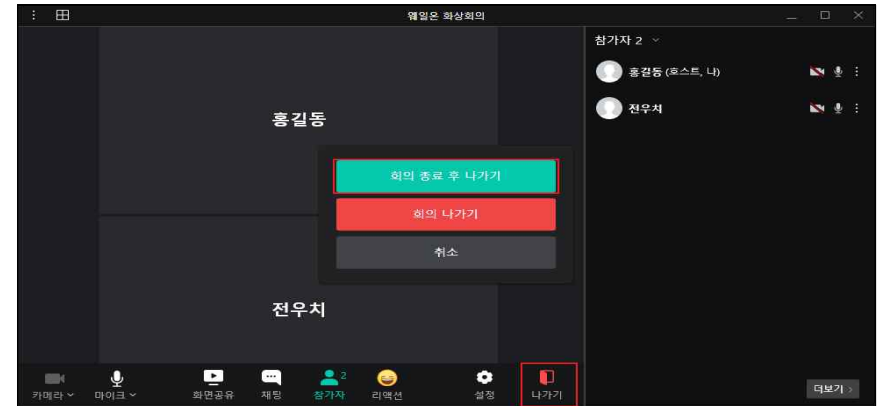 웨일온 화상회의
참가자 2
홍길동 (호스트, 나)
전우치
홍길동
회의 종료 후 나가기
회의 나가기
취소
전우치
카메라
마이크
화면공유
채팅
참가자 2
리액션
설정
나가기
더보기